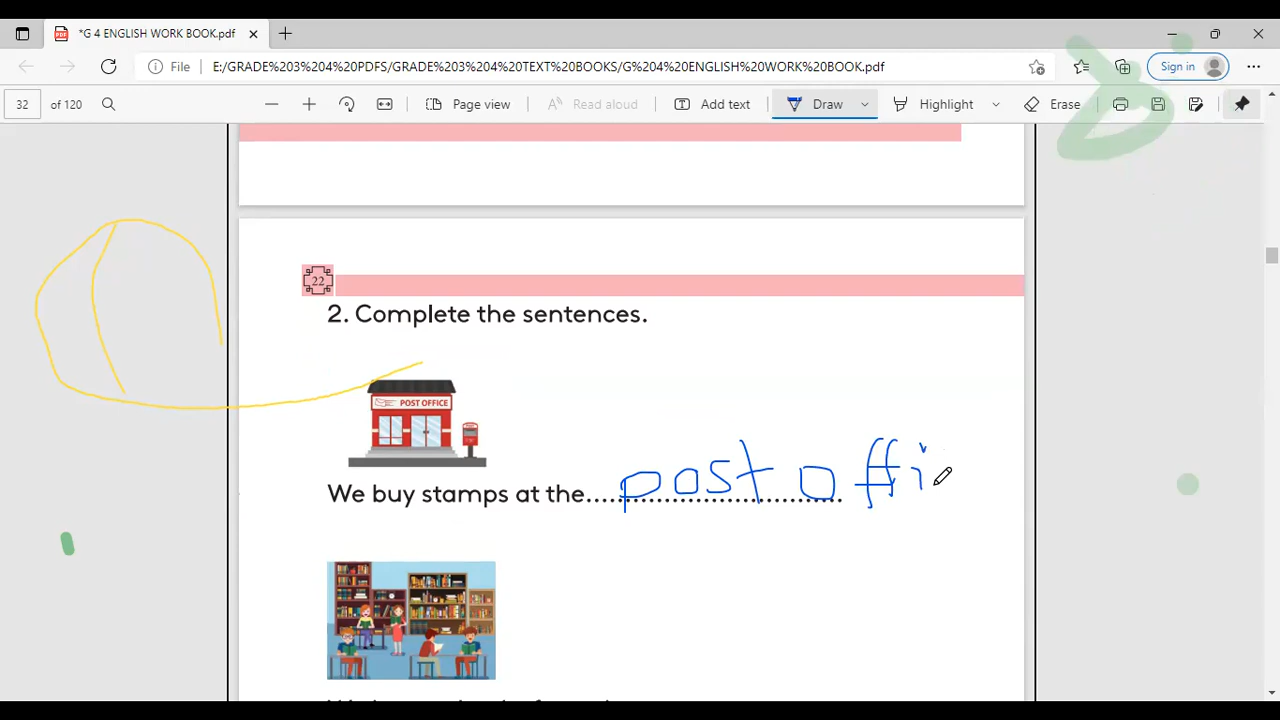 *G 4 ENGLISH WORK BOOK.pdf
File E:/GRADE%203%204%20PDFS/GRADE%203%204%20TEXT%20BOOKS/G%204%20ENGLISH%20WORK%20BOOK.pdf Sign in
32 of 120 Page view Read aloud Add text Draw Highlight Erase
22
2. Complete the sentences.
POST OFFICE
We buy stamps at the.................................. post offi